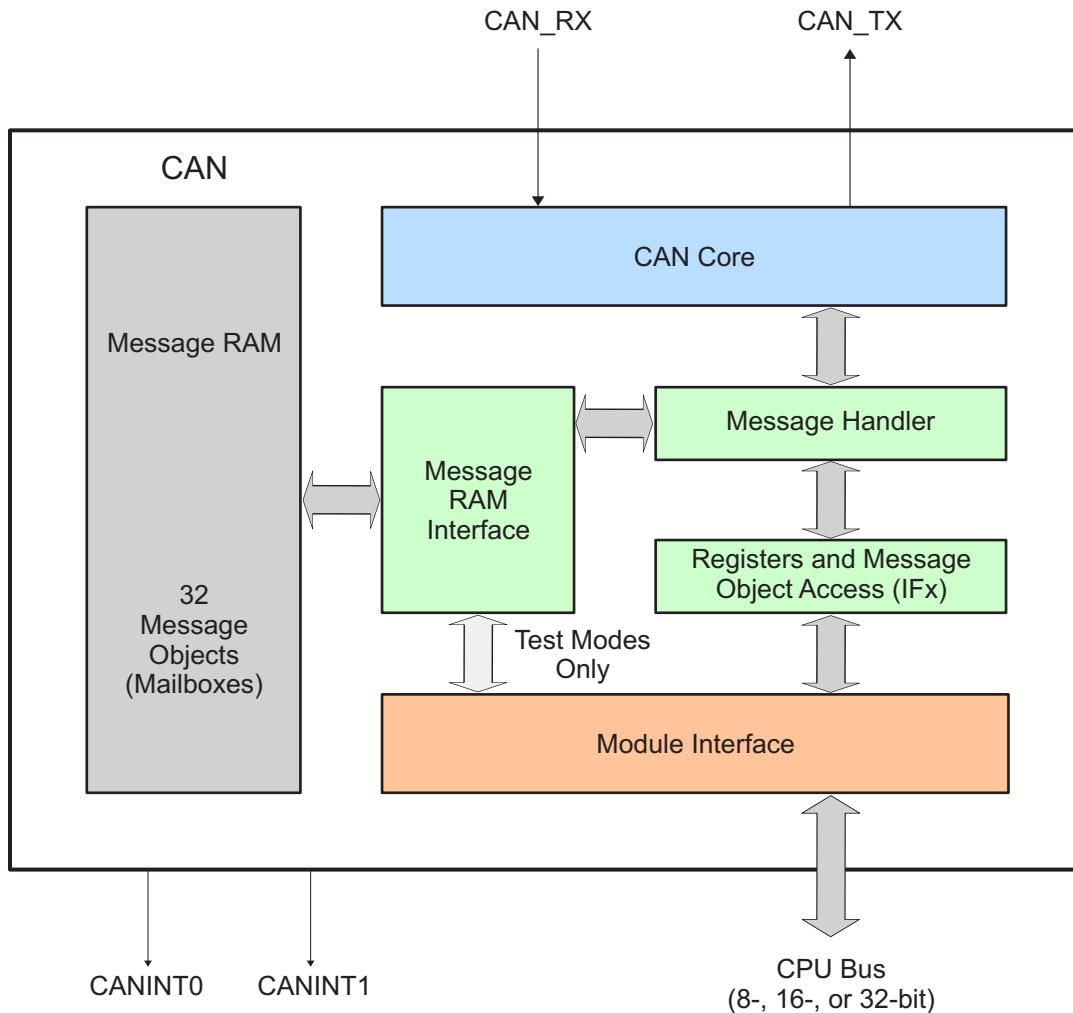 CAN_RX
CAN_TX
CAN
CAN Core
Message RAM
Message Handler
Message
RAM
Interface
Registers and Message
Object Access (IFx)
32
Message
Objects
(Mailboxes)
Test Modes
Only
Module Interface
CANINT0
CANINT1
CPU Bus
(8-, 16-, or 32-bit)